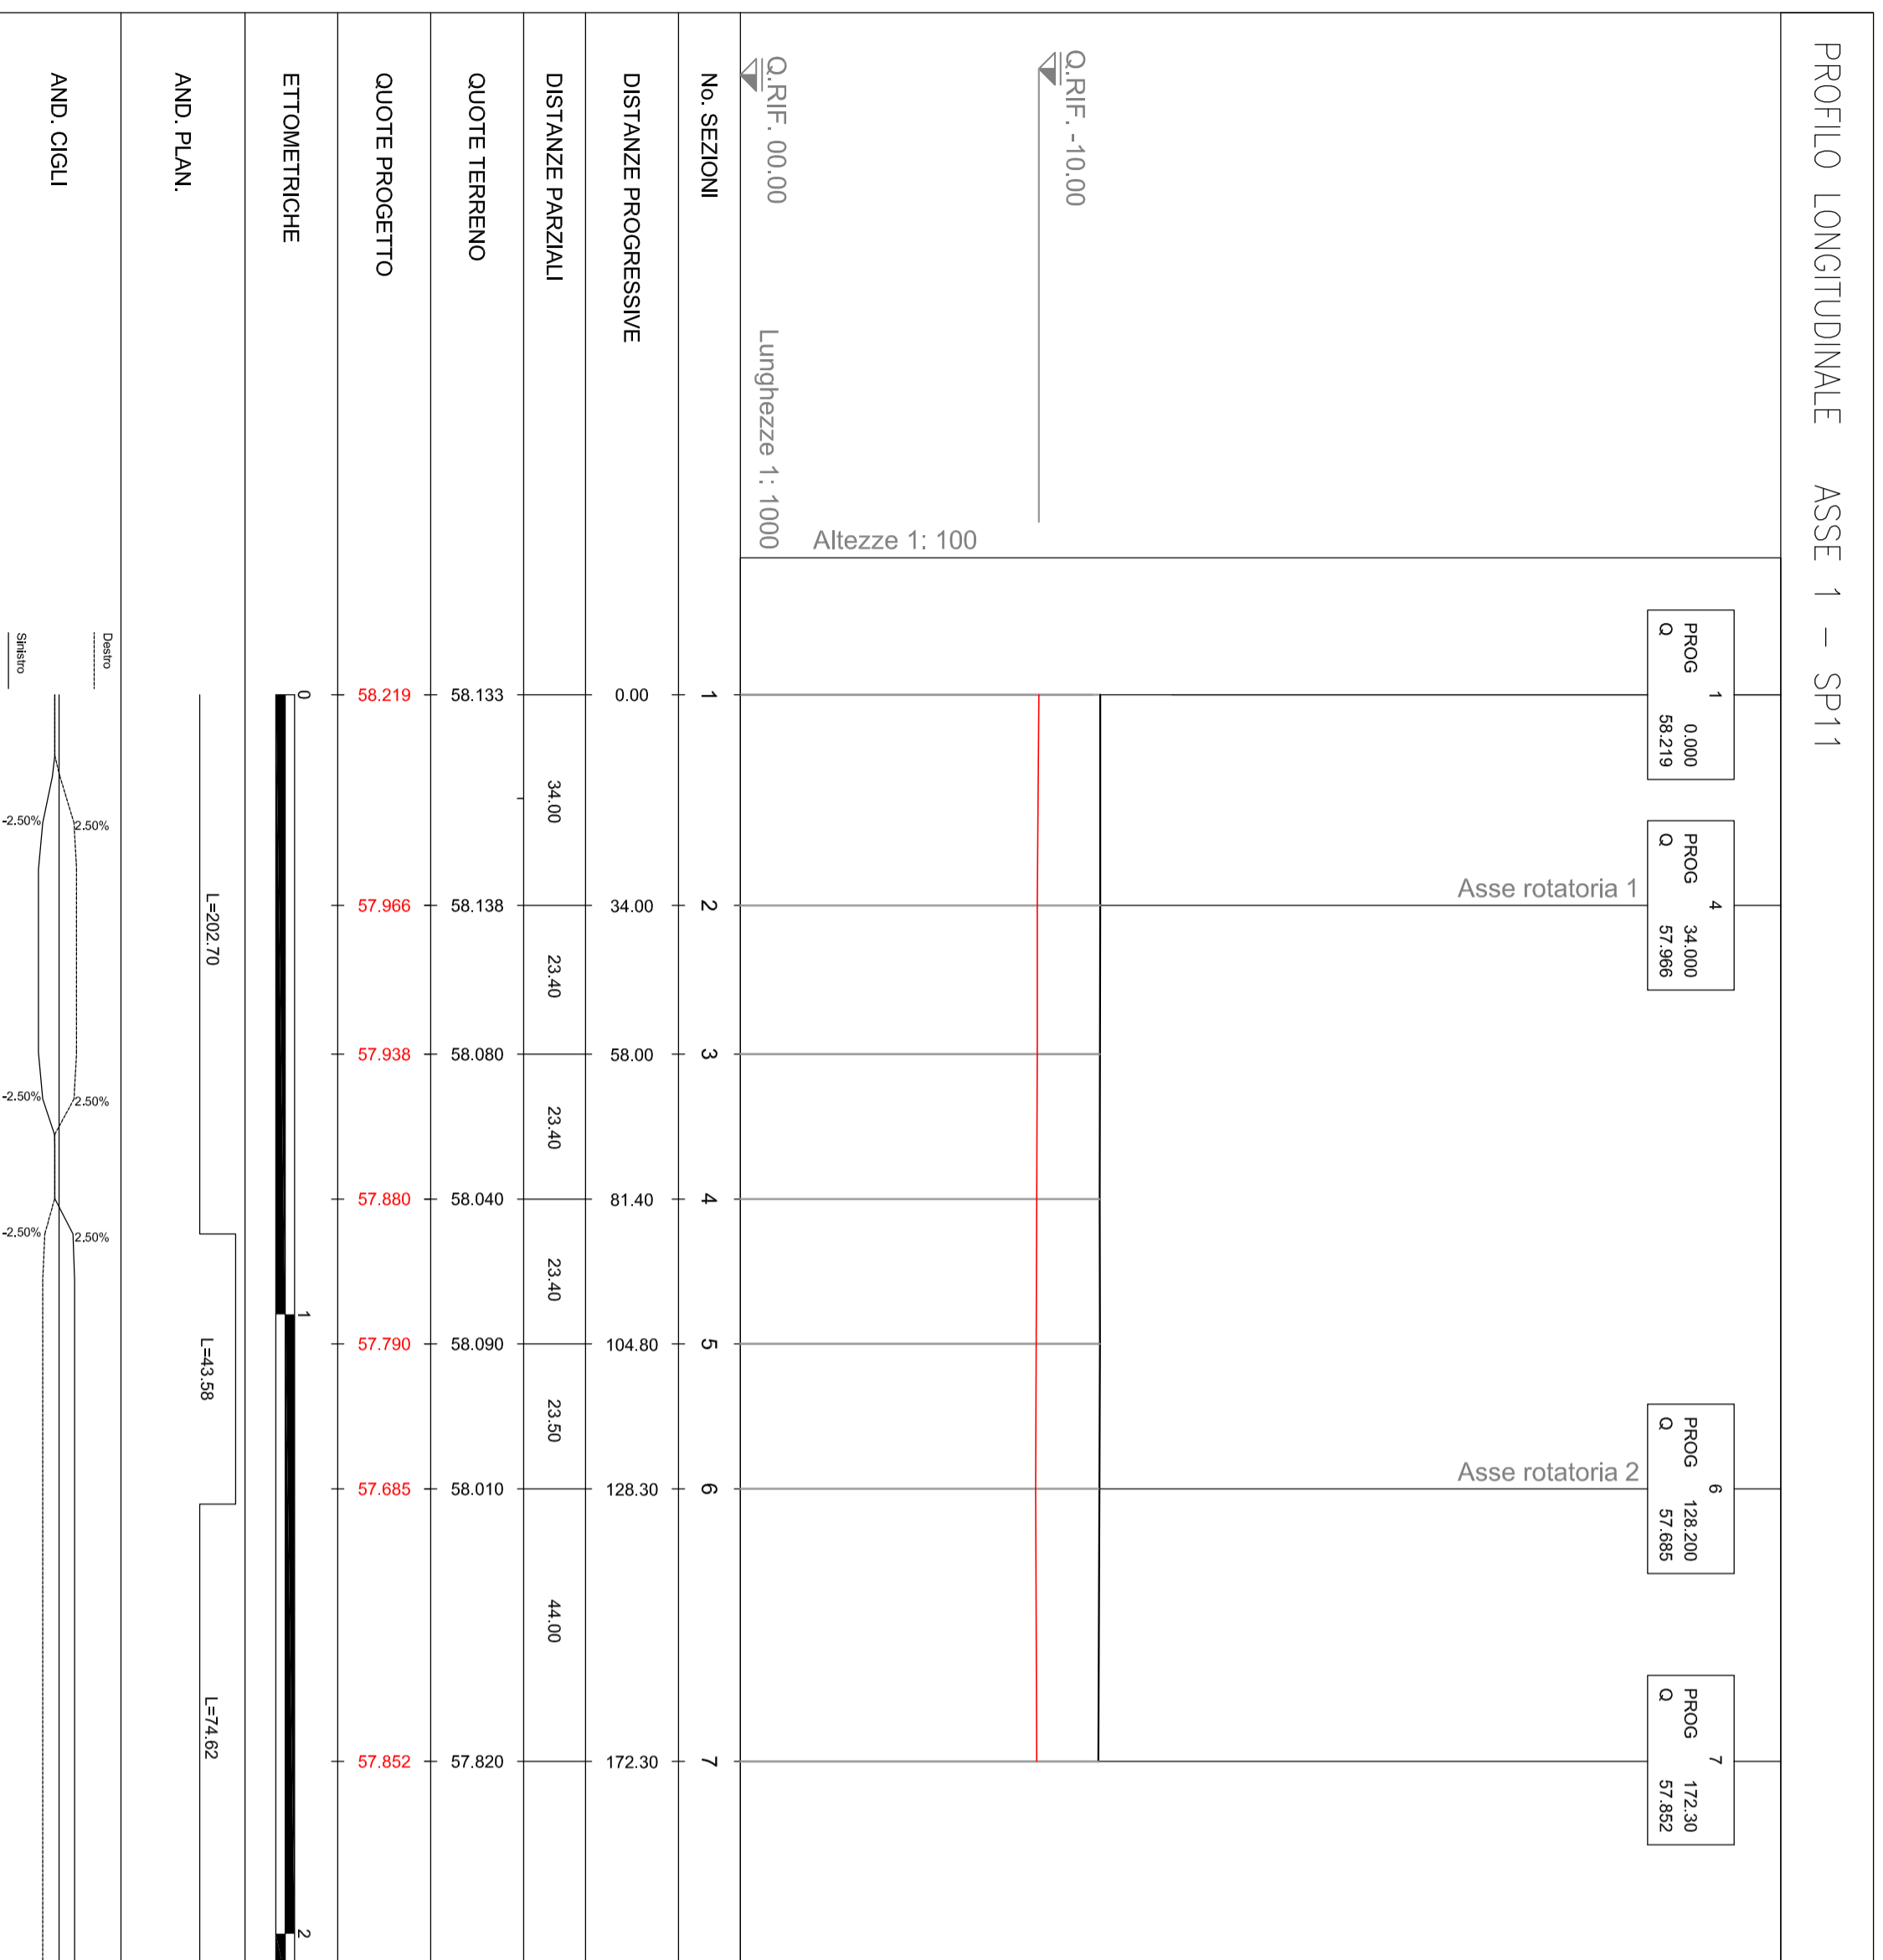 PROFILO LONGITUDINALE ASSE 1 – SP11
1
PROG 0.000
Q 58.219
4
PROG 34.000
Q 57.966
6
PROG 128.200
Q 57.685
7
PROG 172.30
Q 57.852
Asse rotatoria 1
Asse rotatoria 2
Q.RIF. -10.00
Altezze 1: 100
Q.RIF. 00.00
Lunghezze 1: 1000
No. SEZIONI 1 2 3 4 5 6 7
DISTANZE PROGRESSIVE 0.00 34.00 58.00 81.40 104.80 128.30 172.30
DISTANZE PARZIALI 34.00 23.40 23.40 23.40 23.50 44.00
QUOTE TERRENO 58.133 58.138 58.080 58.040 58.090 58.010 57.820
QUOTE PROGETTO 58.219 57.966 57.938 57.880 57.790 57.685 57.852
ETTOMETRICHE 0 1 2
AND. PLAN. L=202.70 L=43.58 L=74.62
AND. CIGLI
Destro
2.50% 2.50% 2.50%
Sinistro
-2.50% -2.50% -2.50%